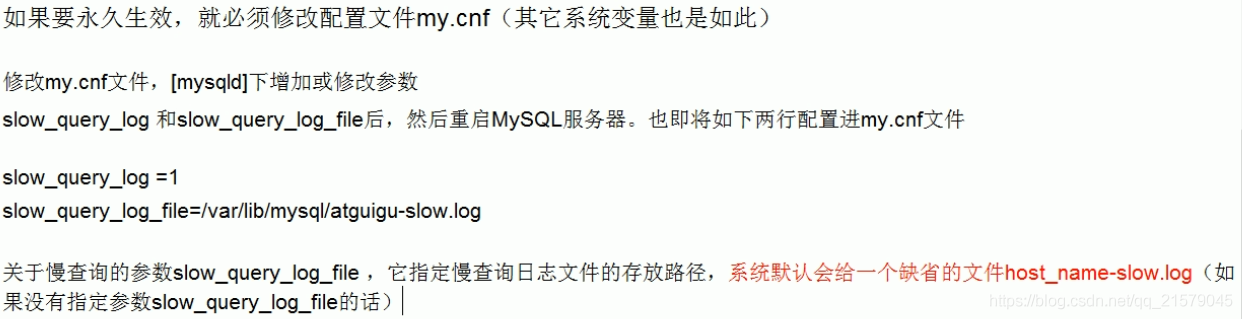 如果要永久生效，就必须修改配置文件my.cnf（其它系统变量也是如此）
修改my.cnf文件，[mysqld]下增加或修改参数
slow_query_log 和slow_query_log_file后，然后重启MySQL服务器。也即将如下两行配置进my.cnf文件
slow_query_log =1
slow_query_log_file=/var/lib/mysql/atguigu-slow.log
关于慢查询的参数slow_query_log_file ，它指定慢查询日志文件的存放路径，系统默认会给一个缺省的文件host_name-slow.log（如
果没有指定参数slow_query_log_file的话）
https://blog.csdn.net/qq_21579045